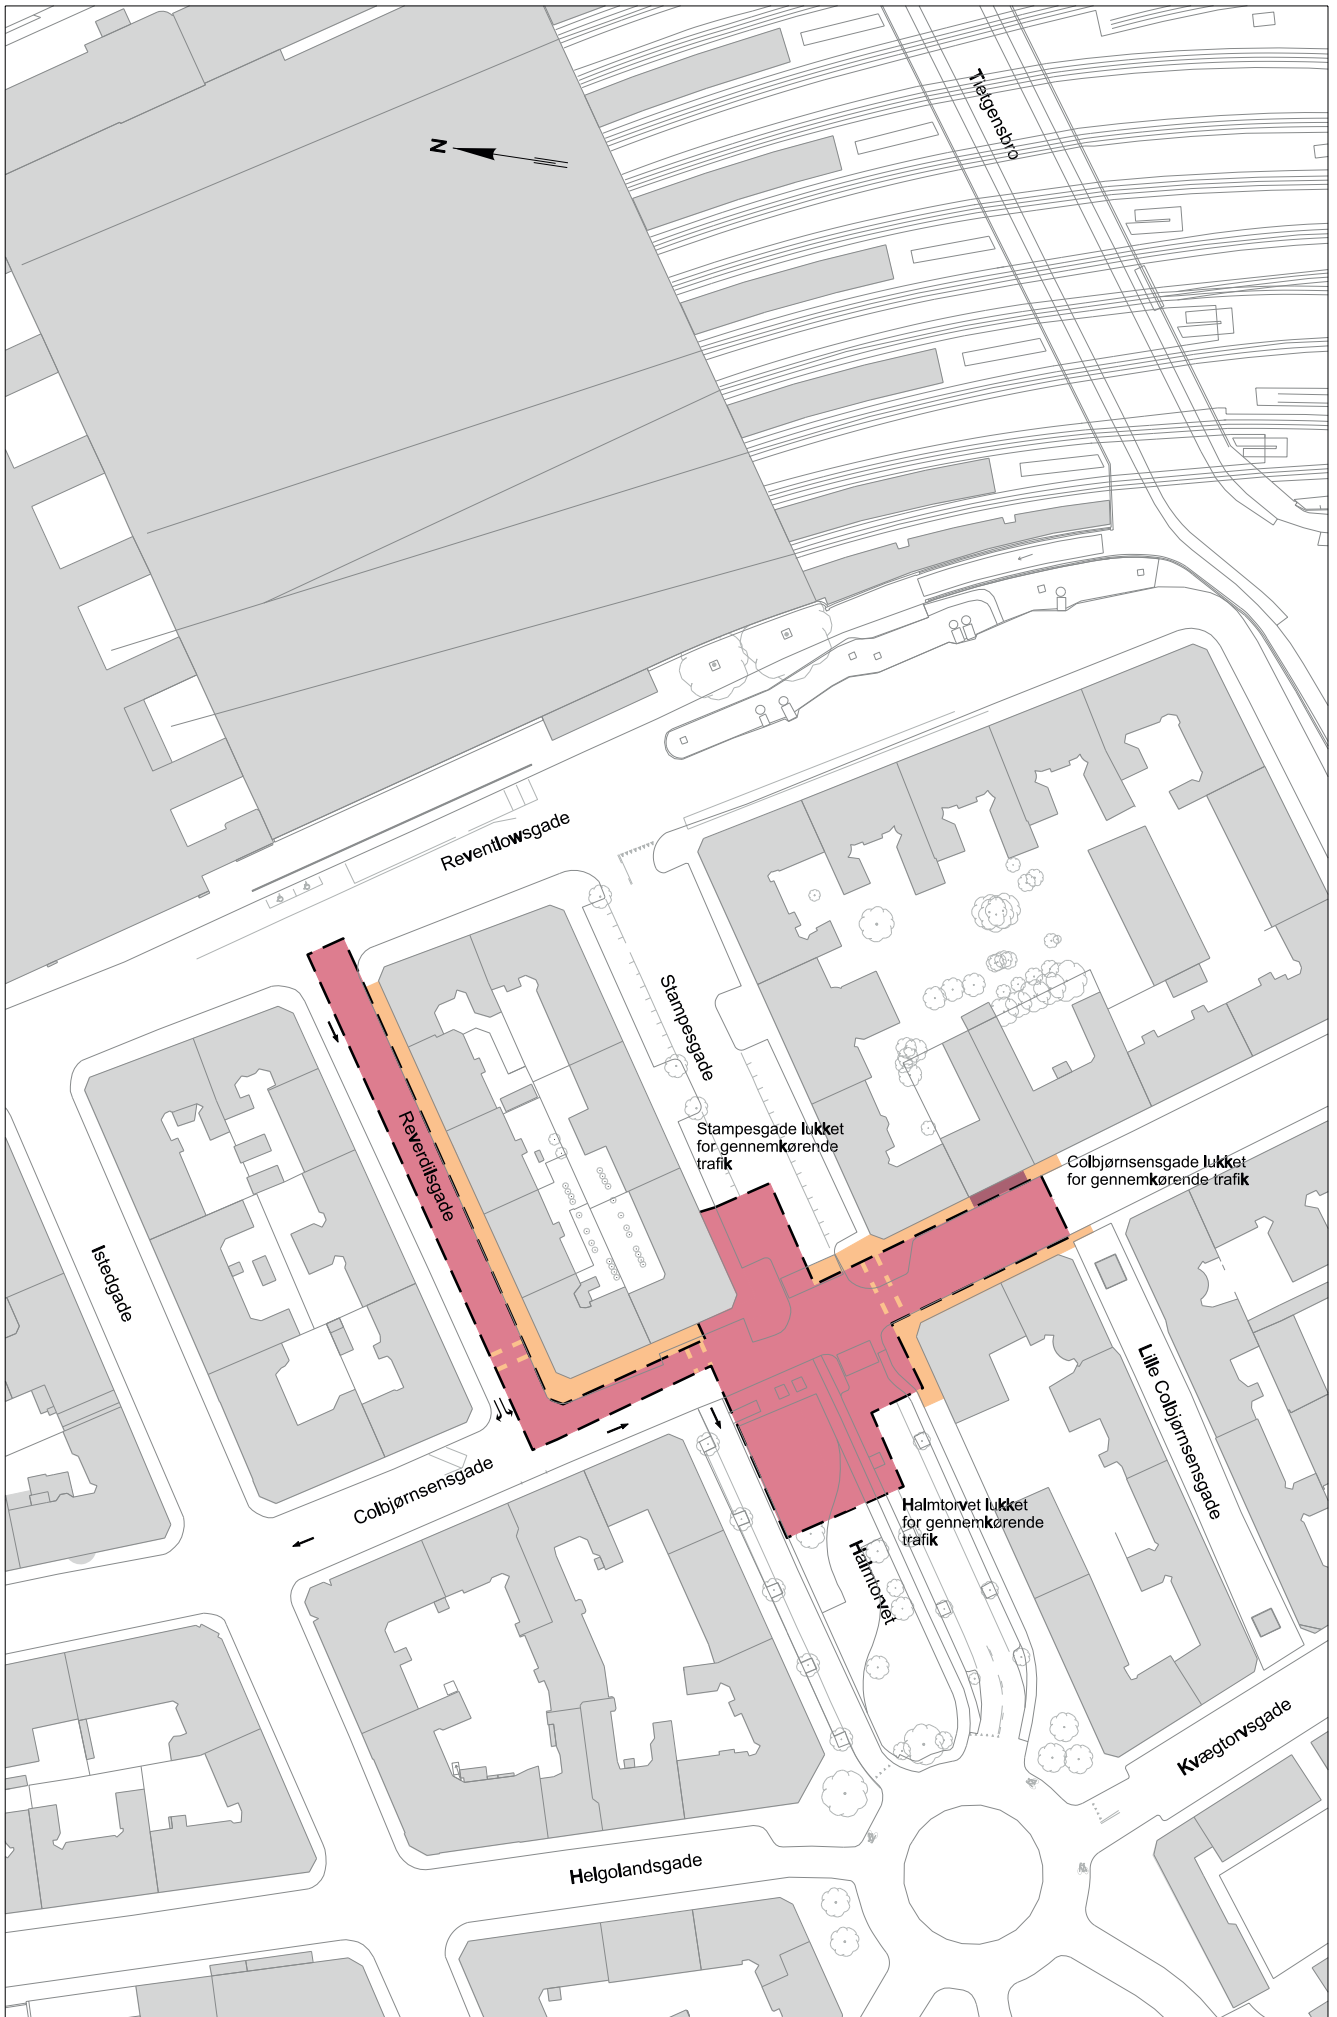 Tietgensbro
N
Reventlowsgade
Stampesgade
Reverdilsgade
Stampesgade lukket
for gennemkørende
trafik
Colbjørnsensgade lukket
for gennemkørende trafik
Istedgade
Lille Colbjørnsensgade
Colbjørnsensgade
Halmtorvet lukket
for gennemkørende
trafik
Halmtorvet
Kvægtorvsgade
Helgolandsgade